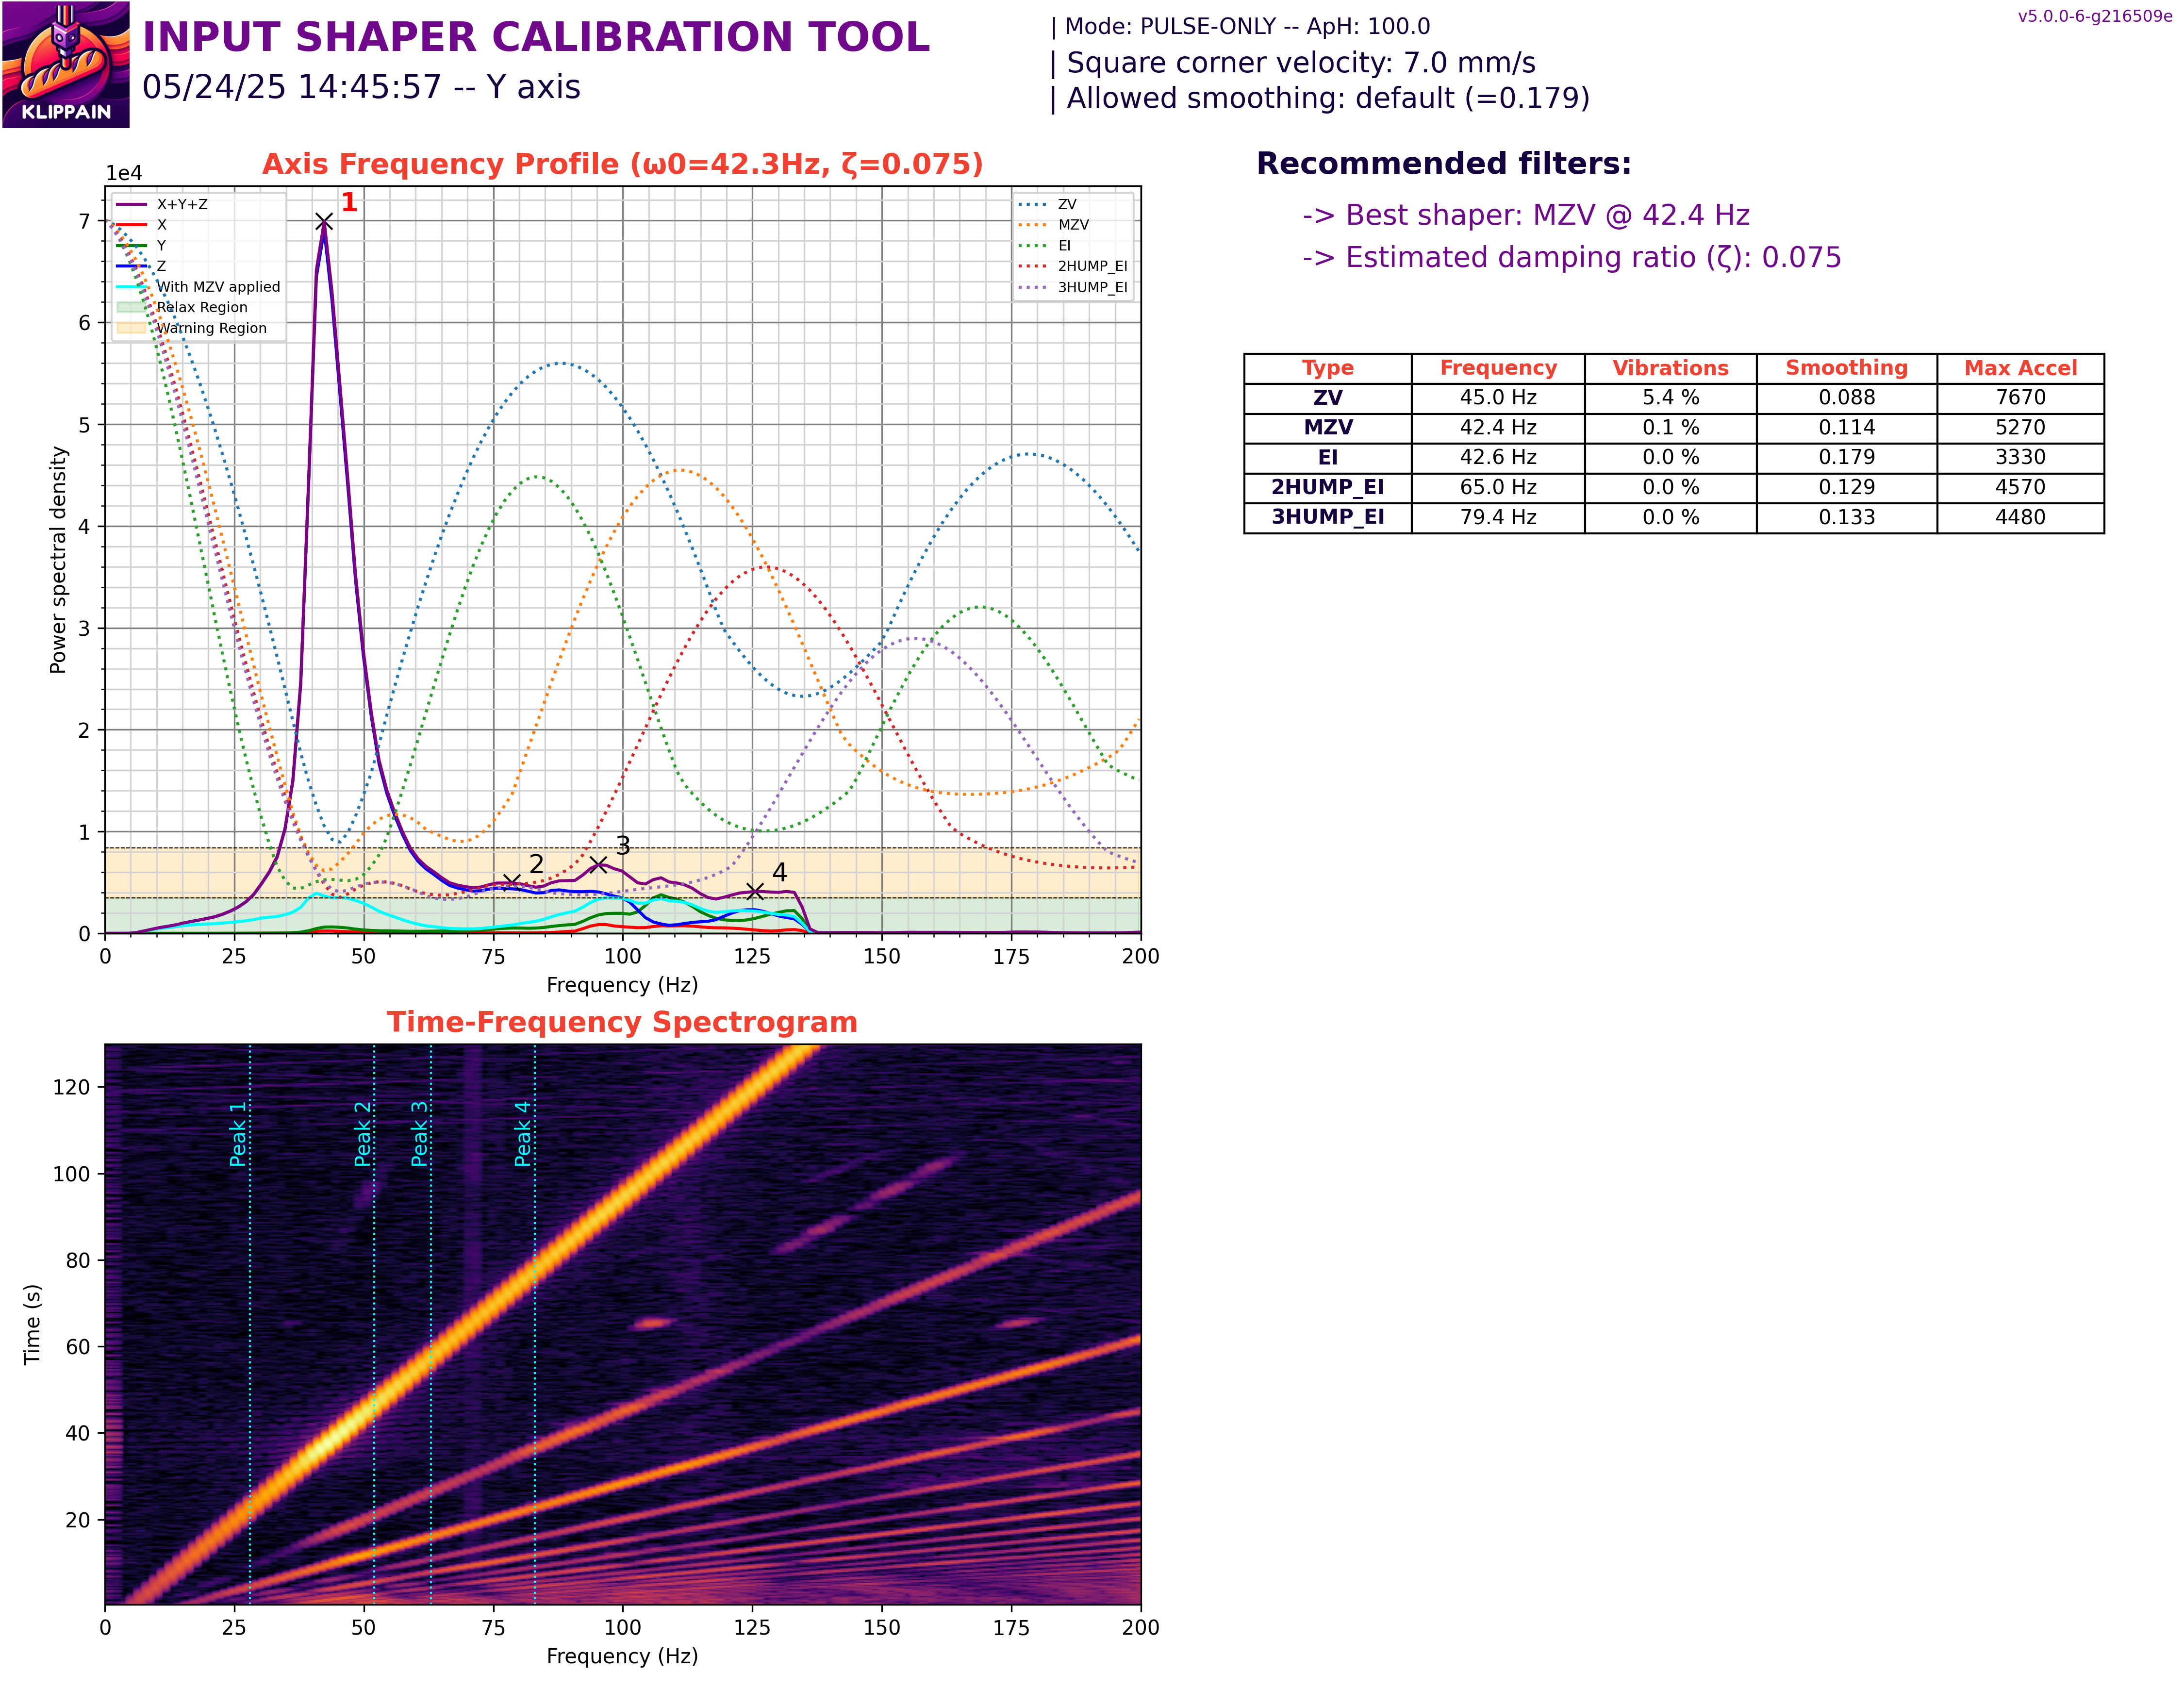 v5.0.0-6-g216509e
KLIPPAIN
INPUT SHAPER CALIBRATION TOOL
05/24/25 14:45:57 -- Y axis
| Mode: PULSE-ONLY -- ApH: 100.0
| Square corner velocity: 7.0 mm/s
| Allowed smoothing: default (=0.179)
Axis Frequency Profile (ω0=42.3Hz, ζ=0.075)
1e4
X+Y+Z
X
Y
Z
With MZV applied
Relax Region
Warning Region
ZV
MZV
EI
2HUMP_EI
3HUMP_EI
1
2
3
4
7
6
5
4
3
2
1
0
Power spectral density
0 25 50 75 100 125 150 175 200
Frequency (Hz)
Recommended filters:
-> Best shaper: MZV @ 42.4 Hz
-> Estimated damping ratio (ζ): 0.075
Type Frequency Vibrations Smoothing Max Accel
ZV 45.0 Hz 5.4 % 0.088 7670
MZV 42.4 Hz 0.1 % 0.114 5270
EI 42.6 Hz 0.0 % 0.179 3330
2HUMP_EI 65.0 Hz 0.0 % 0.129 4570
3HUMP_EI 79.4 Hz 0.0 % 0.133 4480
Time-Frequency Spectrogram
Peak 1
Peak 2
Peak 3
Peak 4
120
100
80
60
40
20
Time (s)
0 25 50 75 100 125 150 175 200
Frequency (Hz)